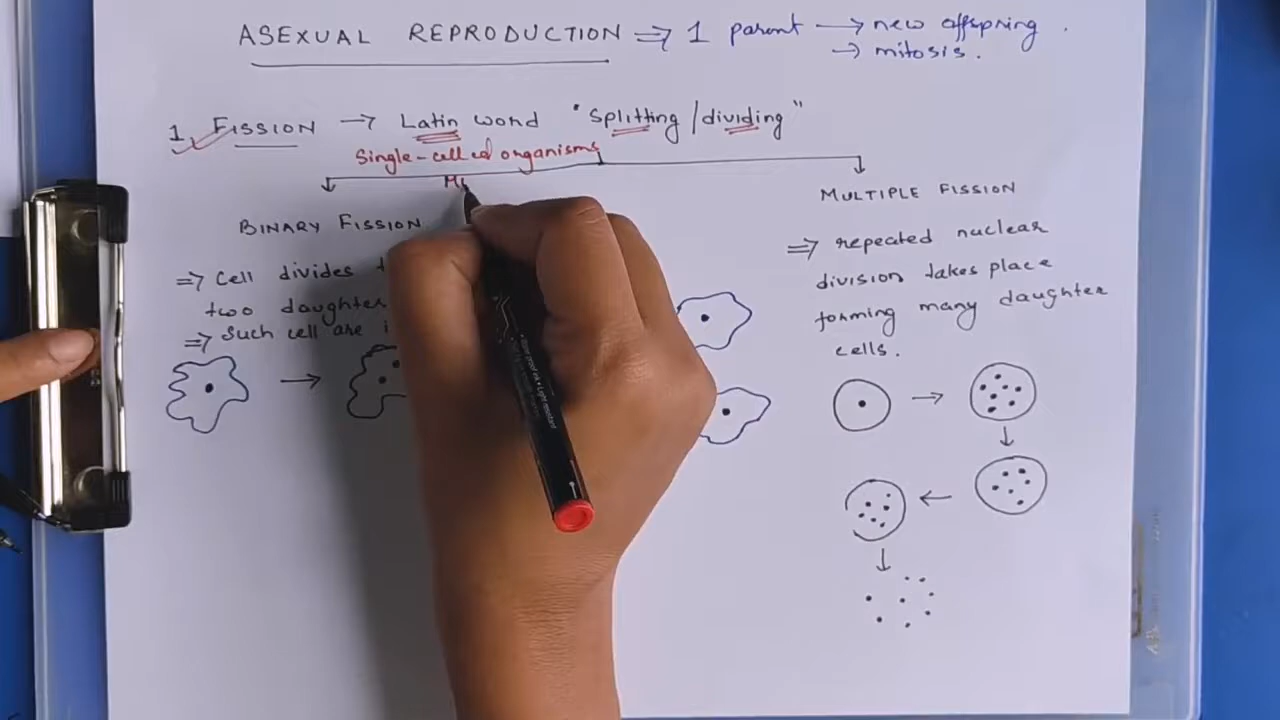 ASEXUAL REPRODUCTION ⇒ 1 parent → new offspring.
→ mitosis.
1 FISSION → Latin word "Splitting/dividing"
Single-celled organisms
BINARY FISSION
⇒ Cell divides
two daughter
⇒ Such cell are
MULTIPLE FISSION
⇒ repeated nuclear
division takes place
forming many daughter
cells.